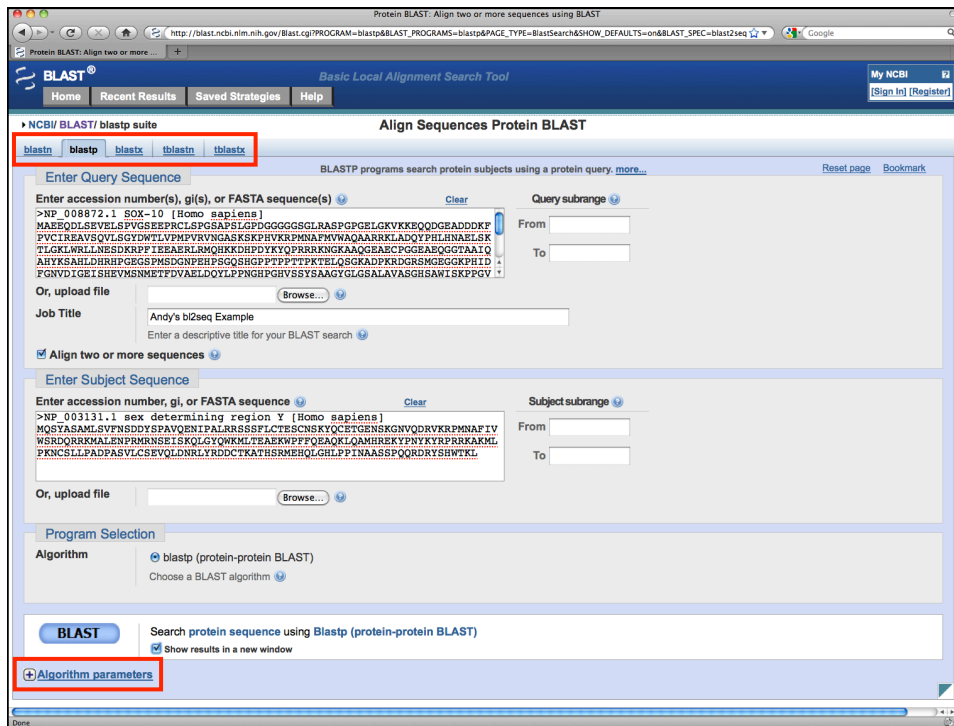 Protein BLAST: Align two or more sequences using BLAST
http://blast.ncbi.nlm.nih.gov/Blast.cgi?PROGRAM=blastp&BLAST_PROGRAMS=blastp&PAGE_TYPE=BlastSearch&SHOW_DEFAULTS=on&BLAST_SPEC=blast2seq
Google
Protein BLAST: Align two or more ...
BLAST®
Basic Local Alignment Search Tool
My NCBI
Home Recent Results Saved Strategies Help
[Sign In] [Register]
NCBI/ BLAST/ blastp suite
Align Sequences Protein BLAST
blastn blastp blastx tblastn tblastx
BLASTP programs search protein subjects using a protein query. more...
Reset page Bookmark
Enter Query Sequence
Enter accession number(s), gi(s), or FASTA sequence(s) Clear
Query subrange
>NP_008872.1 SOX-10 [Homo sapiens]
MAEEQDLSEVELSPVGSEEPRCLSPGSAPSLGPDGGGGGSGLRASPGPGELGKVKKEQQDGEADDDKF
PVCIREAVSQVLSGYDWTLVPMPVRVNGASKSKPHVKRPMNAFMVWAQAARRKLADQYPHLHNAELSK
TLGKLWRLLNESDKRPFIEEAERLRMQHKKDHPDYKYQPRRRKNGKAAQGEAECPGGEAEQGGTAAIQ
AHYKSAHLDHRHPGEGSPMSDGNPEHPSGQSHGPPTPPTTPKTELQSGKADPKRDGRSMGEGGKPHID
FGNVDIGEISHEVMSNMETFDVAELDQYLPPNGHPGHVSSYSAAGYGLGSALAVASGHSAWISKPPGV
From
To
Or, upload file Browse...
Job Title Andy's bl2seq Example
Enter a descriptive title for your BLAST search
Align two or more sequences
Enter Subject Sequence
Enter accession number, gi, or FASTA sequence Clear
Subject subrange
>NP_003131.1 sex determining region Y [Homo sapiens]
MQSYASAMLSVFNSDDYSPAVQENIPALRRSSSFLCTESCNSKYQCETGENSKGNVQDRVKRPMNAFIV
WSRDQRRKMALENPRMRNSEISKQLGYQWKMLTEAEKWPFFQEAQKLQAMHREKYPNYKYRPRRKAKML
PKNCSLLPADPASVLCSEVQLDNRLYRDDCTKATHSRMEHQLGHLPPINAASSPQQRDRYSHWTKL
From
To
Or, upload file Browse...
Program Selection
Algorithm blastp (protein-protein BLAST)
Choose a BLAST algorithm
BLAST
Search protein sequence using Blastp (protein-protein BLAST)
Show results in a new window
Algorithm parameters
Done